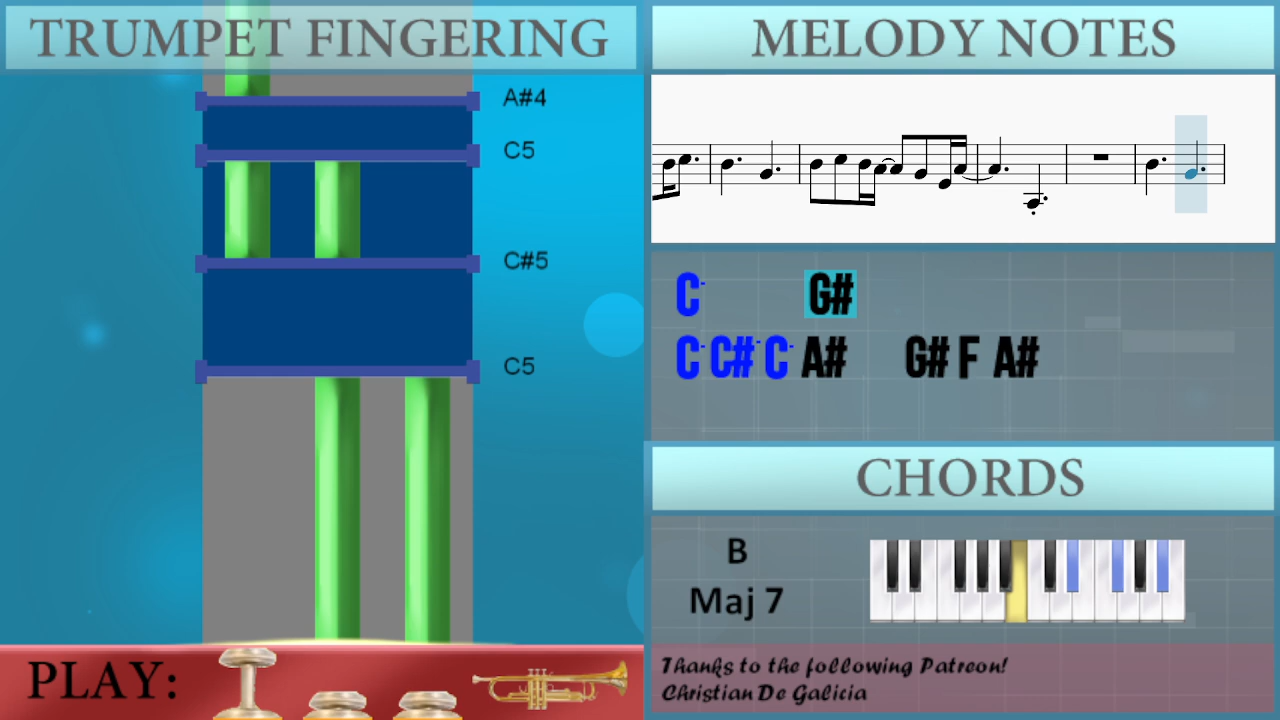 TRUMPET FINGERING
A#4
C5
C#5
C5
PLAY:
MELODY NOTES
C- G#
C- C#- C- A# G# F A#
CHORDS
B
Maj 7
Thanks to the following Patreon!
Christian De Galicia